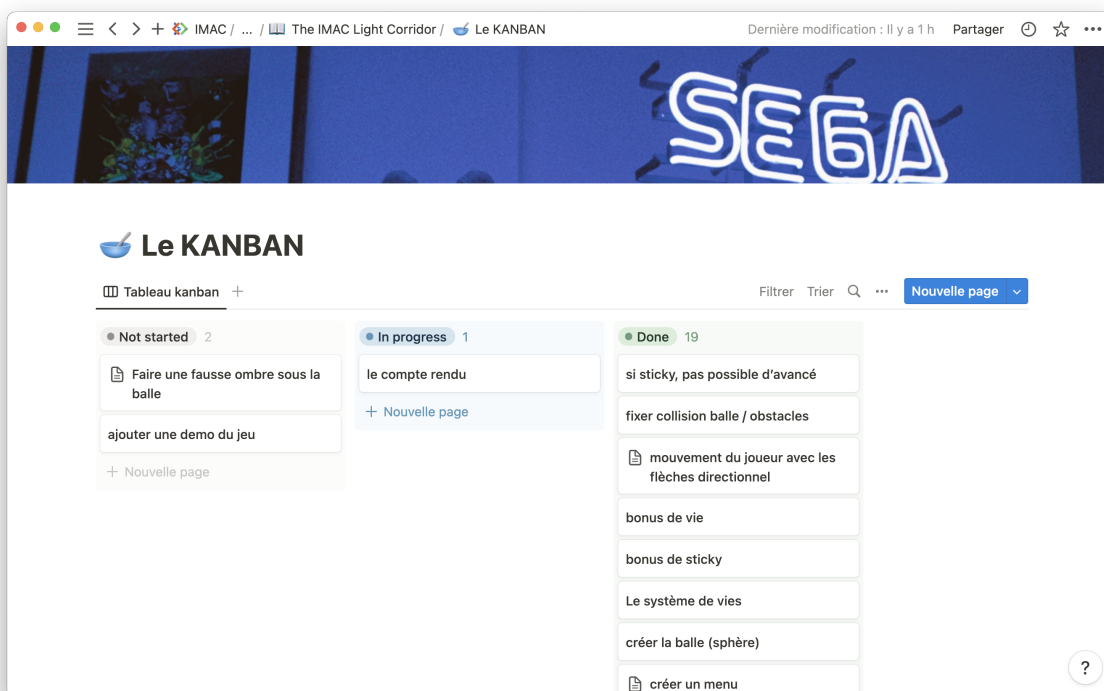 IMAC / ... / The IMAC Light Corridor / Le KANBAN
Dernière modification : Il y a 1 h Partager
SEGA
Le KANBAN
Tableau kanban
Filtrer Trier Nouvelle page
Not started 2
Faire une fausse ombre sous la
balle
ajouter une demo du jeu
Nouvelle page
In progress 1
le compte rendu
Nouvelle page
Done 19
si sticky, pas possible d’avancé
fixer collision balle / obstacles
mouvement du joueur avec les
flèches directionnel
bonus de vie
bonus de sticky
Le système de vies
créer la balle (sphère)
créer un menu
?